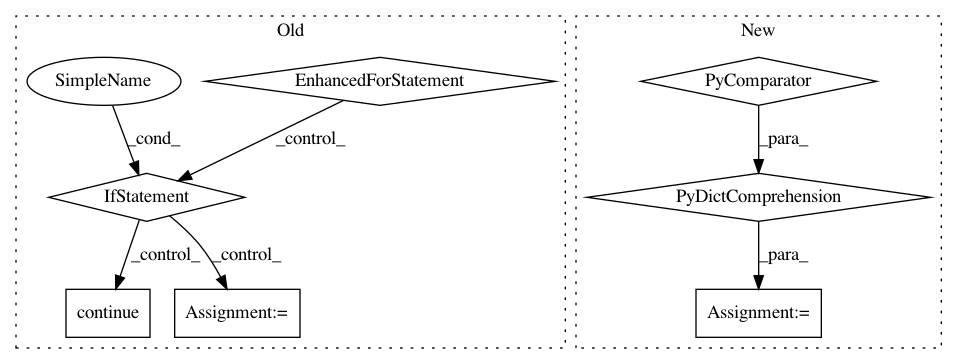 Old
New
SimpleName
EnhancedForStatement
PyComparator
_cond_
_control_
_para_
IfStatement
PyDictComprehension
_control_
_control_
_para_
continue
Assignment:=
Assignment:=